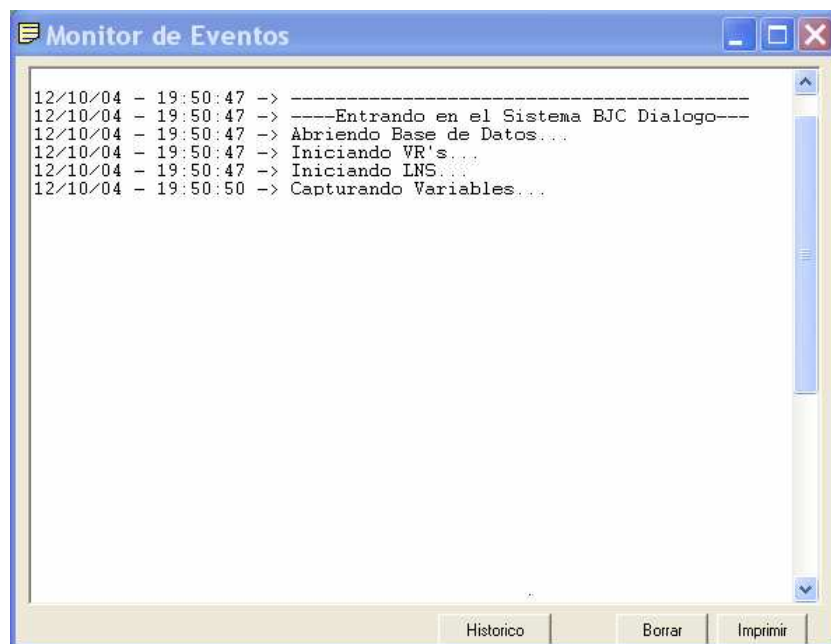 Monitor de Eventos
12/10/04 - 19:50:47 -> -----------------------------------------
12/10/04 - 19:50:47 -> ----Entrando en el Sistema BJC Dialogo---
12/10/04 - 19:50:47 -> Abriendo Base de Datos...
12/10/04 - 19:50:47 -> Iniciando VR's...
12/10/04 - 19:50:47 -> Iniciando LNS...
12/10/04 - 19:50:50 -> Capturando Variables...
Historico Borrar Imprimir